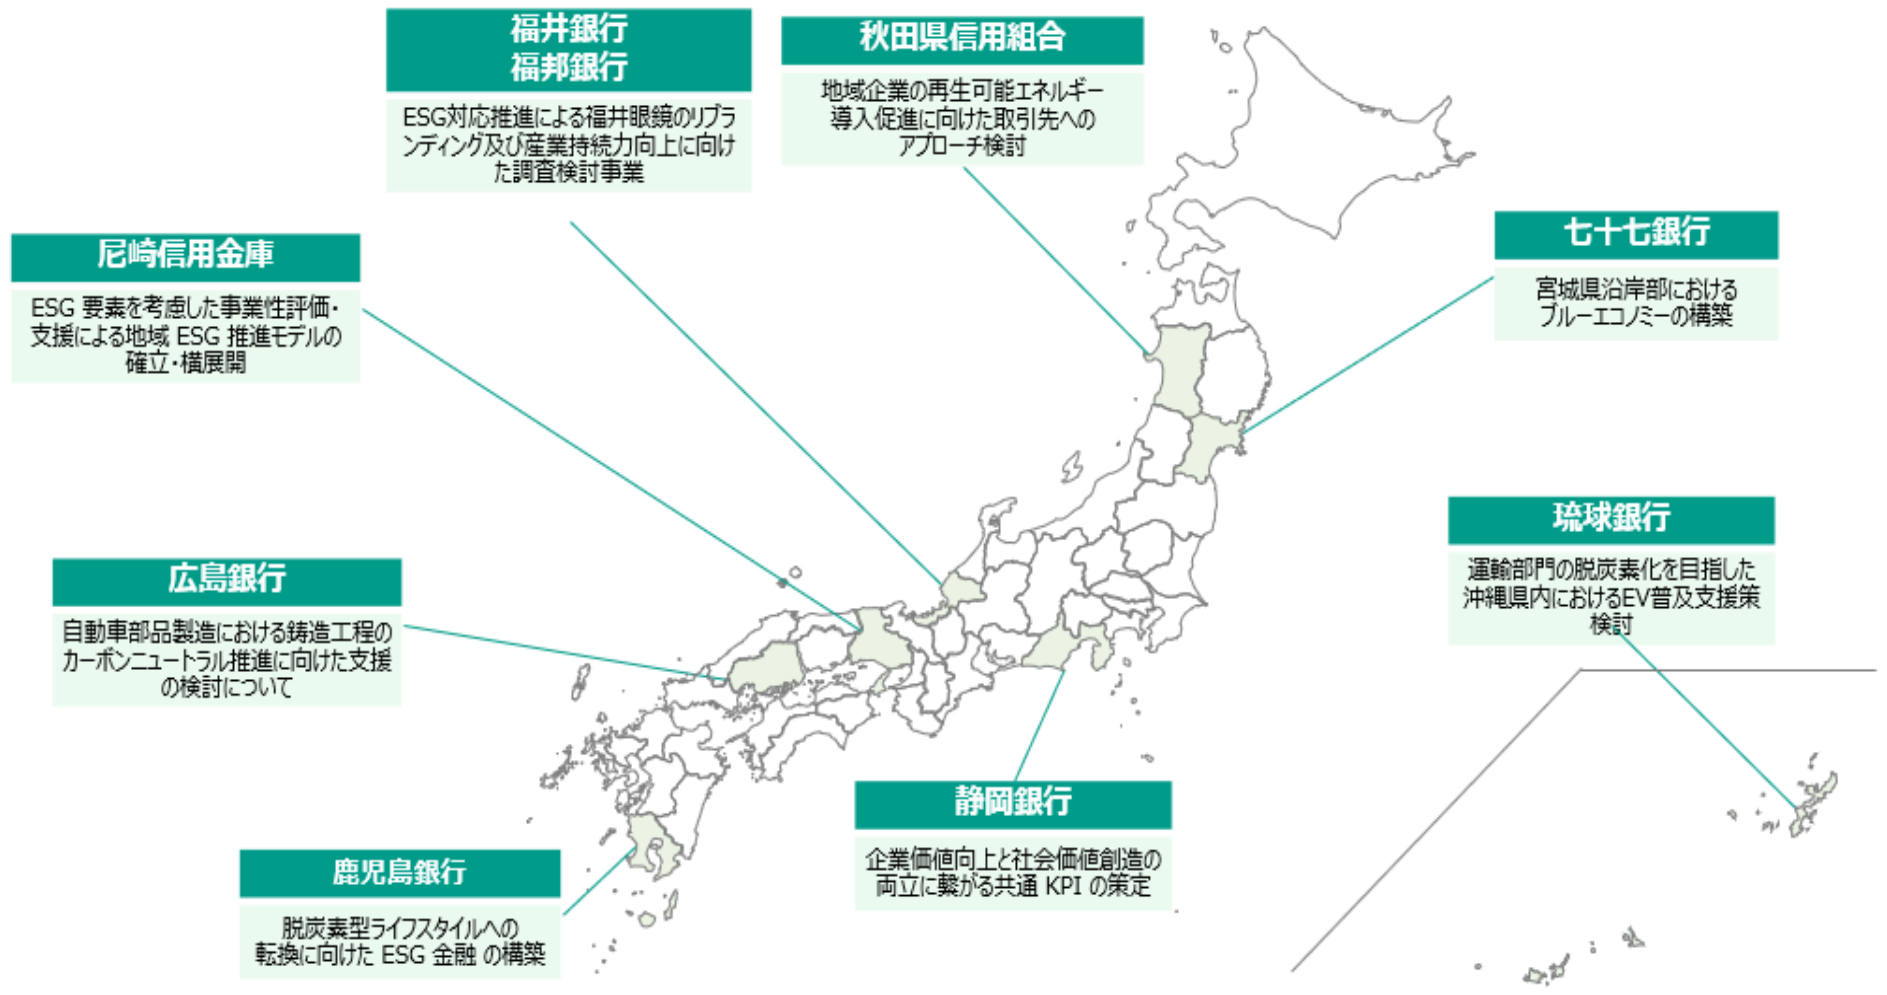 福井銀行
福邦銀行
ESG対応推進による福井眼鏡のリブラ
ンディング及び産業持続力向上に向け
た調査検討事業
秋田県信用組合
地域企業の再生可能エネルギー
導入促進に向けた取引先への
アプローチ検討
七十七銀行
宮城県沿岸部における
ブルーエコノミーの構築
尼崎信用金庫
ESG 要素を考慮した事業性評価・
支援による地域 ESG 推進モデルの
確立・横展開
琉球銀行
運輸部門の脱炭素化を目指した
沖縄県内におけるEV普及支援策
検討
広島銀行
自動車部品製造における鋳造工程の
カーボンニュートラル推進に向けた支援
の検討について
静岡銀行
企業価値向上と社会価値創造の
両立に繋がる共通 KPI の策定
鹿児島銀行
脱炭素型ライフスタイルへの
転換に向けた ESG 金融 の構築